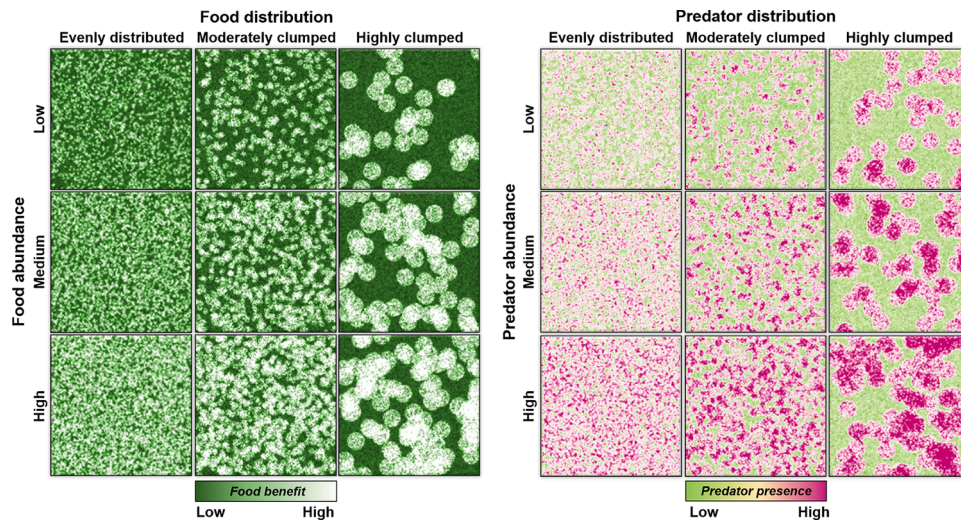 Food distribution
Evenly distributed Moderately clumped Highly clumped
Food abundance
Low
Medium
High
Food benefit
Low High
Predator distribution
Evenly distributed Moderately clumped Highly clumped
Predator abundance
Low
Medium
High
Predator presence
Low High